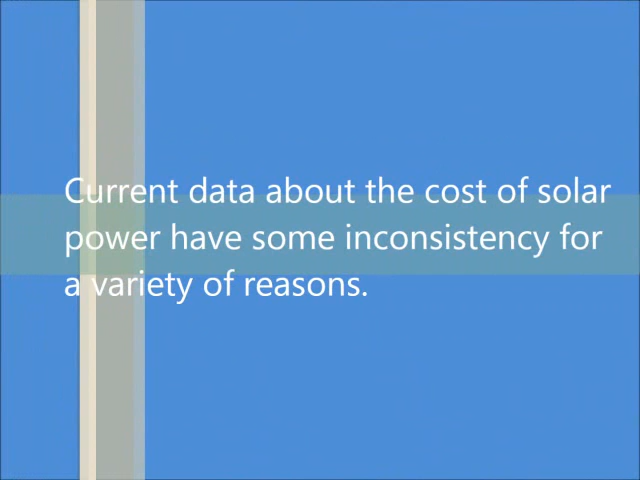 Current data about the cost of solar
power have some inconsistency for
a variety of reasons.